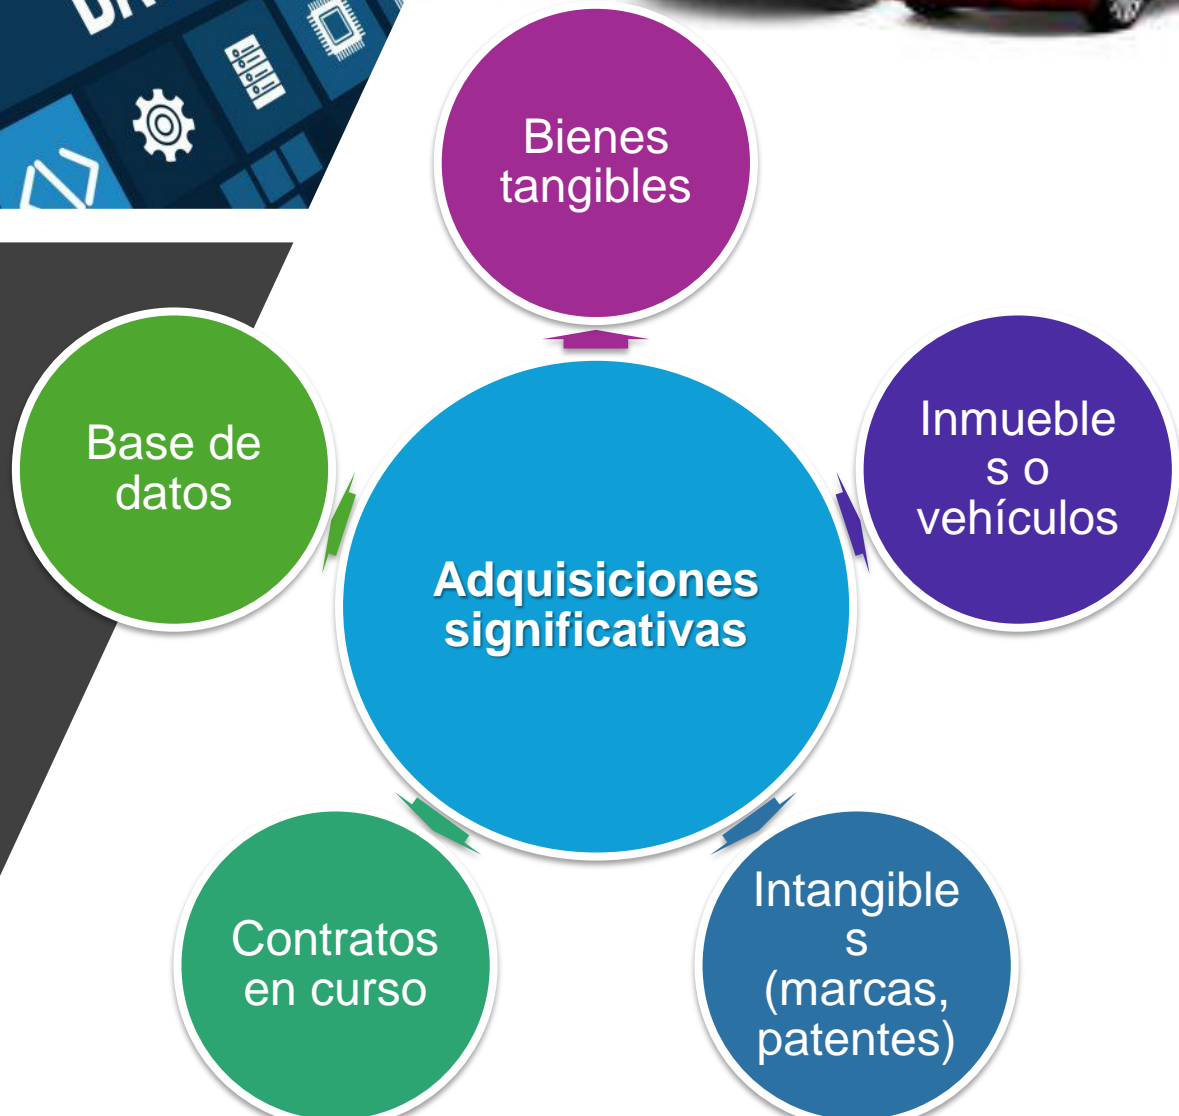 Bienes
tangibles
Inmueble
s o
vehículos
Base de
datos
Adquisiciones
significativas
Intangible
s
(marcas,
patentes)
Contratos
en curso